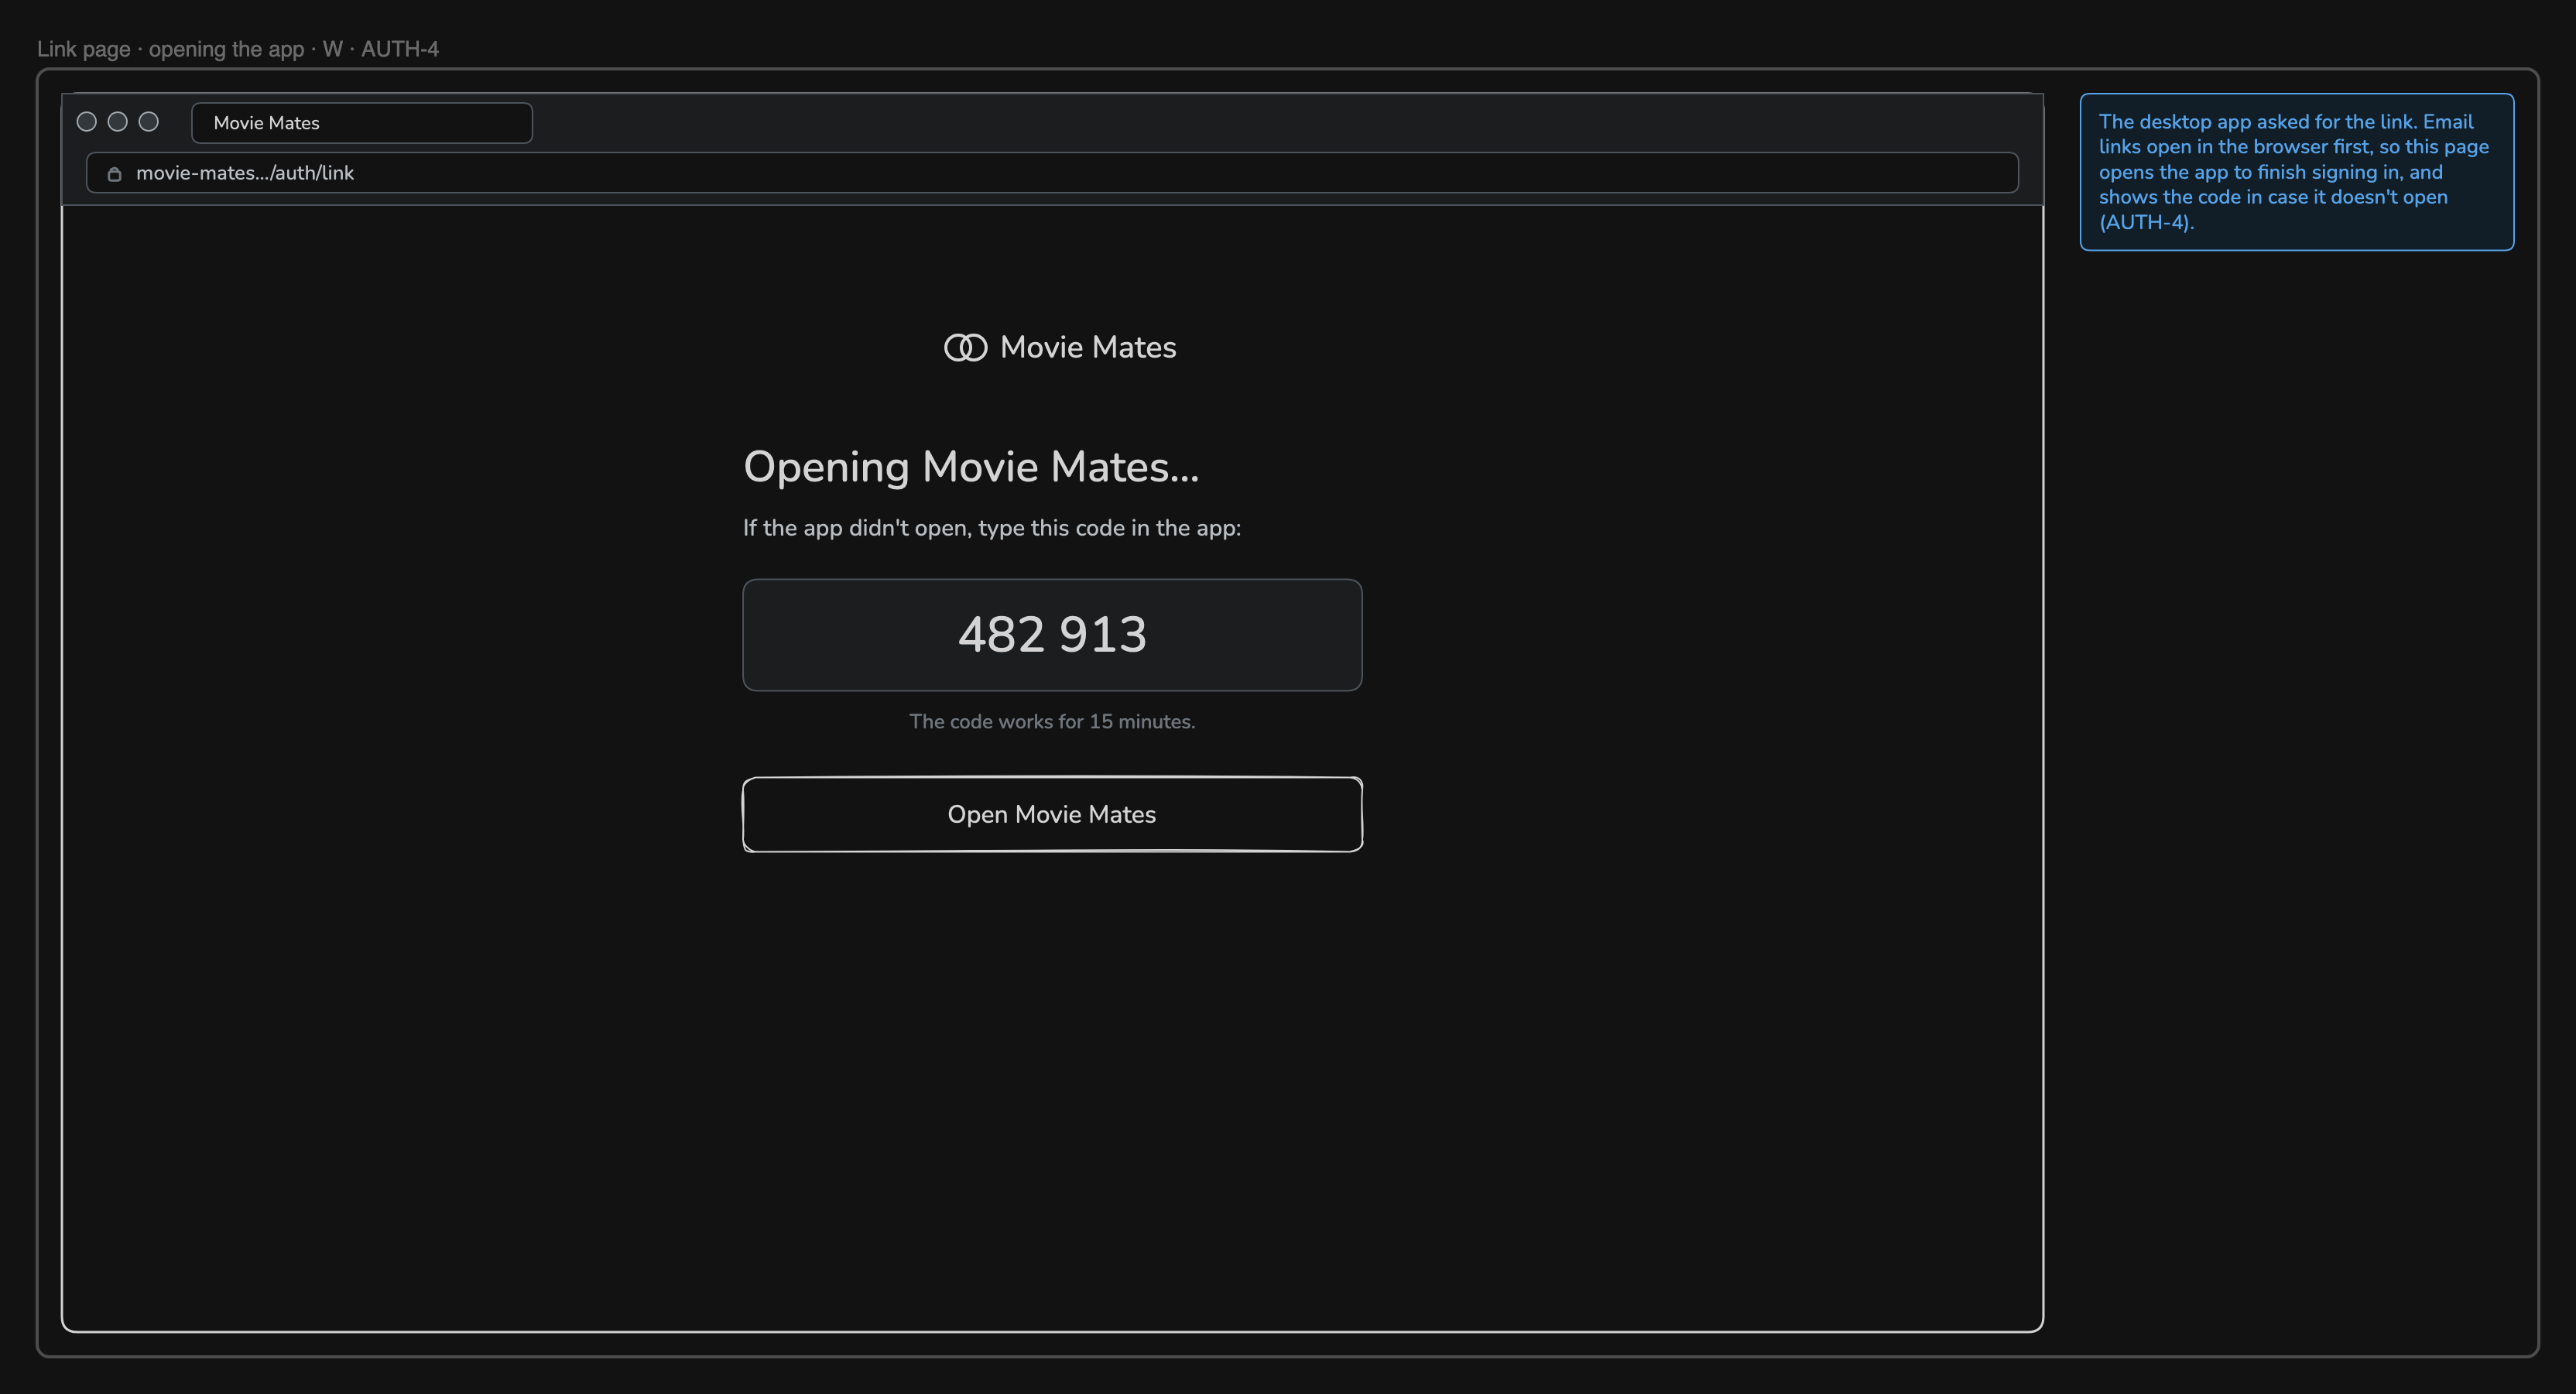 Link page · opening the app · W · AUTH-4
Movie Mates
movie-mates.../auth/link
The desktop app asked for the link. Email
links open in the browser first, so this page
opens the app to finish signing in, and
shows the code in case it doesn't open
(AUTH-4).
Movie Mates
Opening Movie Mates...
If the app didn't open, type this code in the app:
482 913
The code works for 15 minutes.
Open Movie Mates